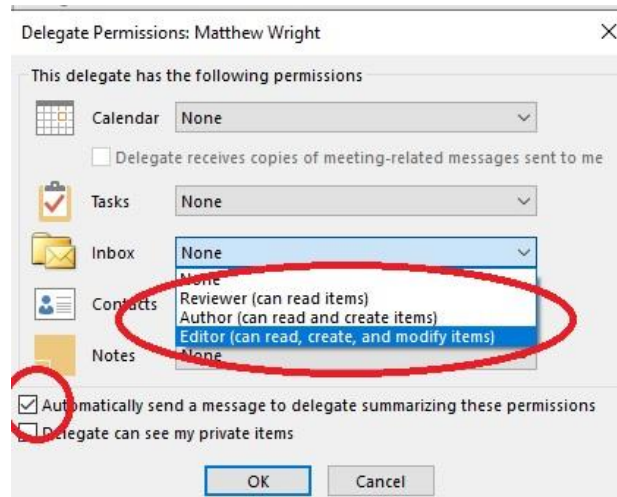 Delegate Permissions: Matthew Wright
This delegate has the following permissions
Calendar None
Delegate receives copies of meeting-related messages sent to me
Tasks None
Inbox None
None
Reviewer (can read items)
Contacts
Author (can read and create items)
Editor (can read, create, and modify items)
Notes None
Automatically send a message to delegate summarizing these permissions
Delegate can see my private items
OK Cancel